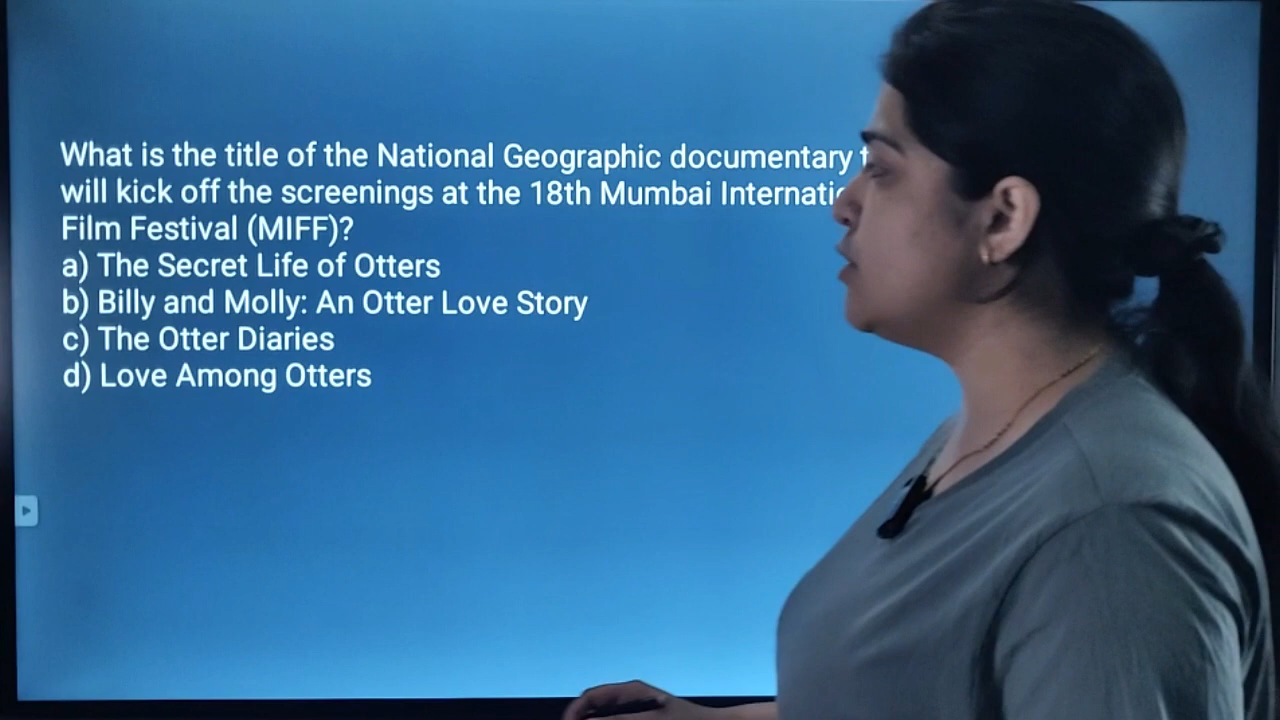 What is the title of the National Geographic documentary
will kick off the screenings at the 18th Mumbai
Film Festival (MIFF)?
a) The Secret Life of Otters
b) Billy and Molly: An Otter Love Story
c) The Otter Diaries
d) Love Among Otters